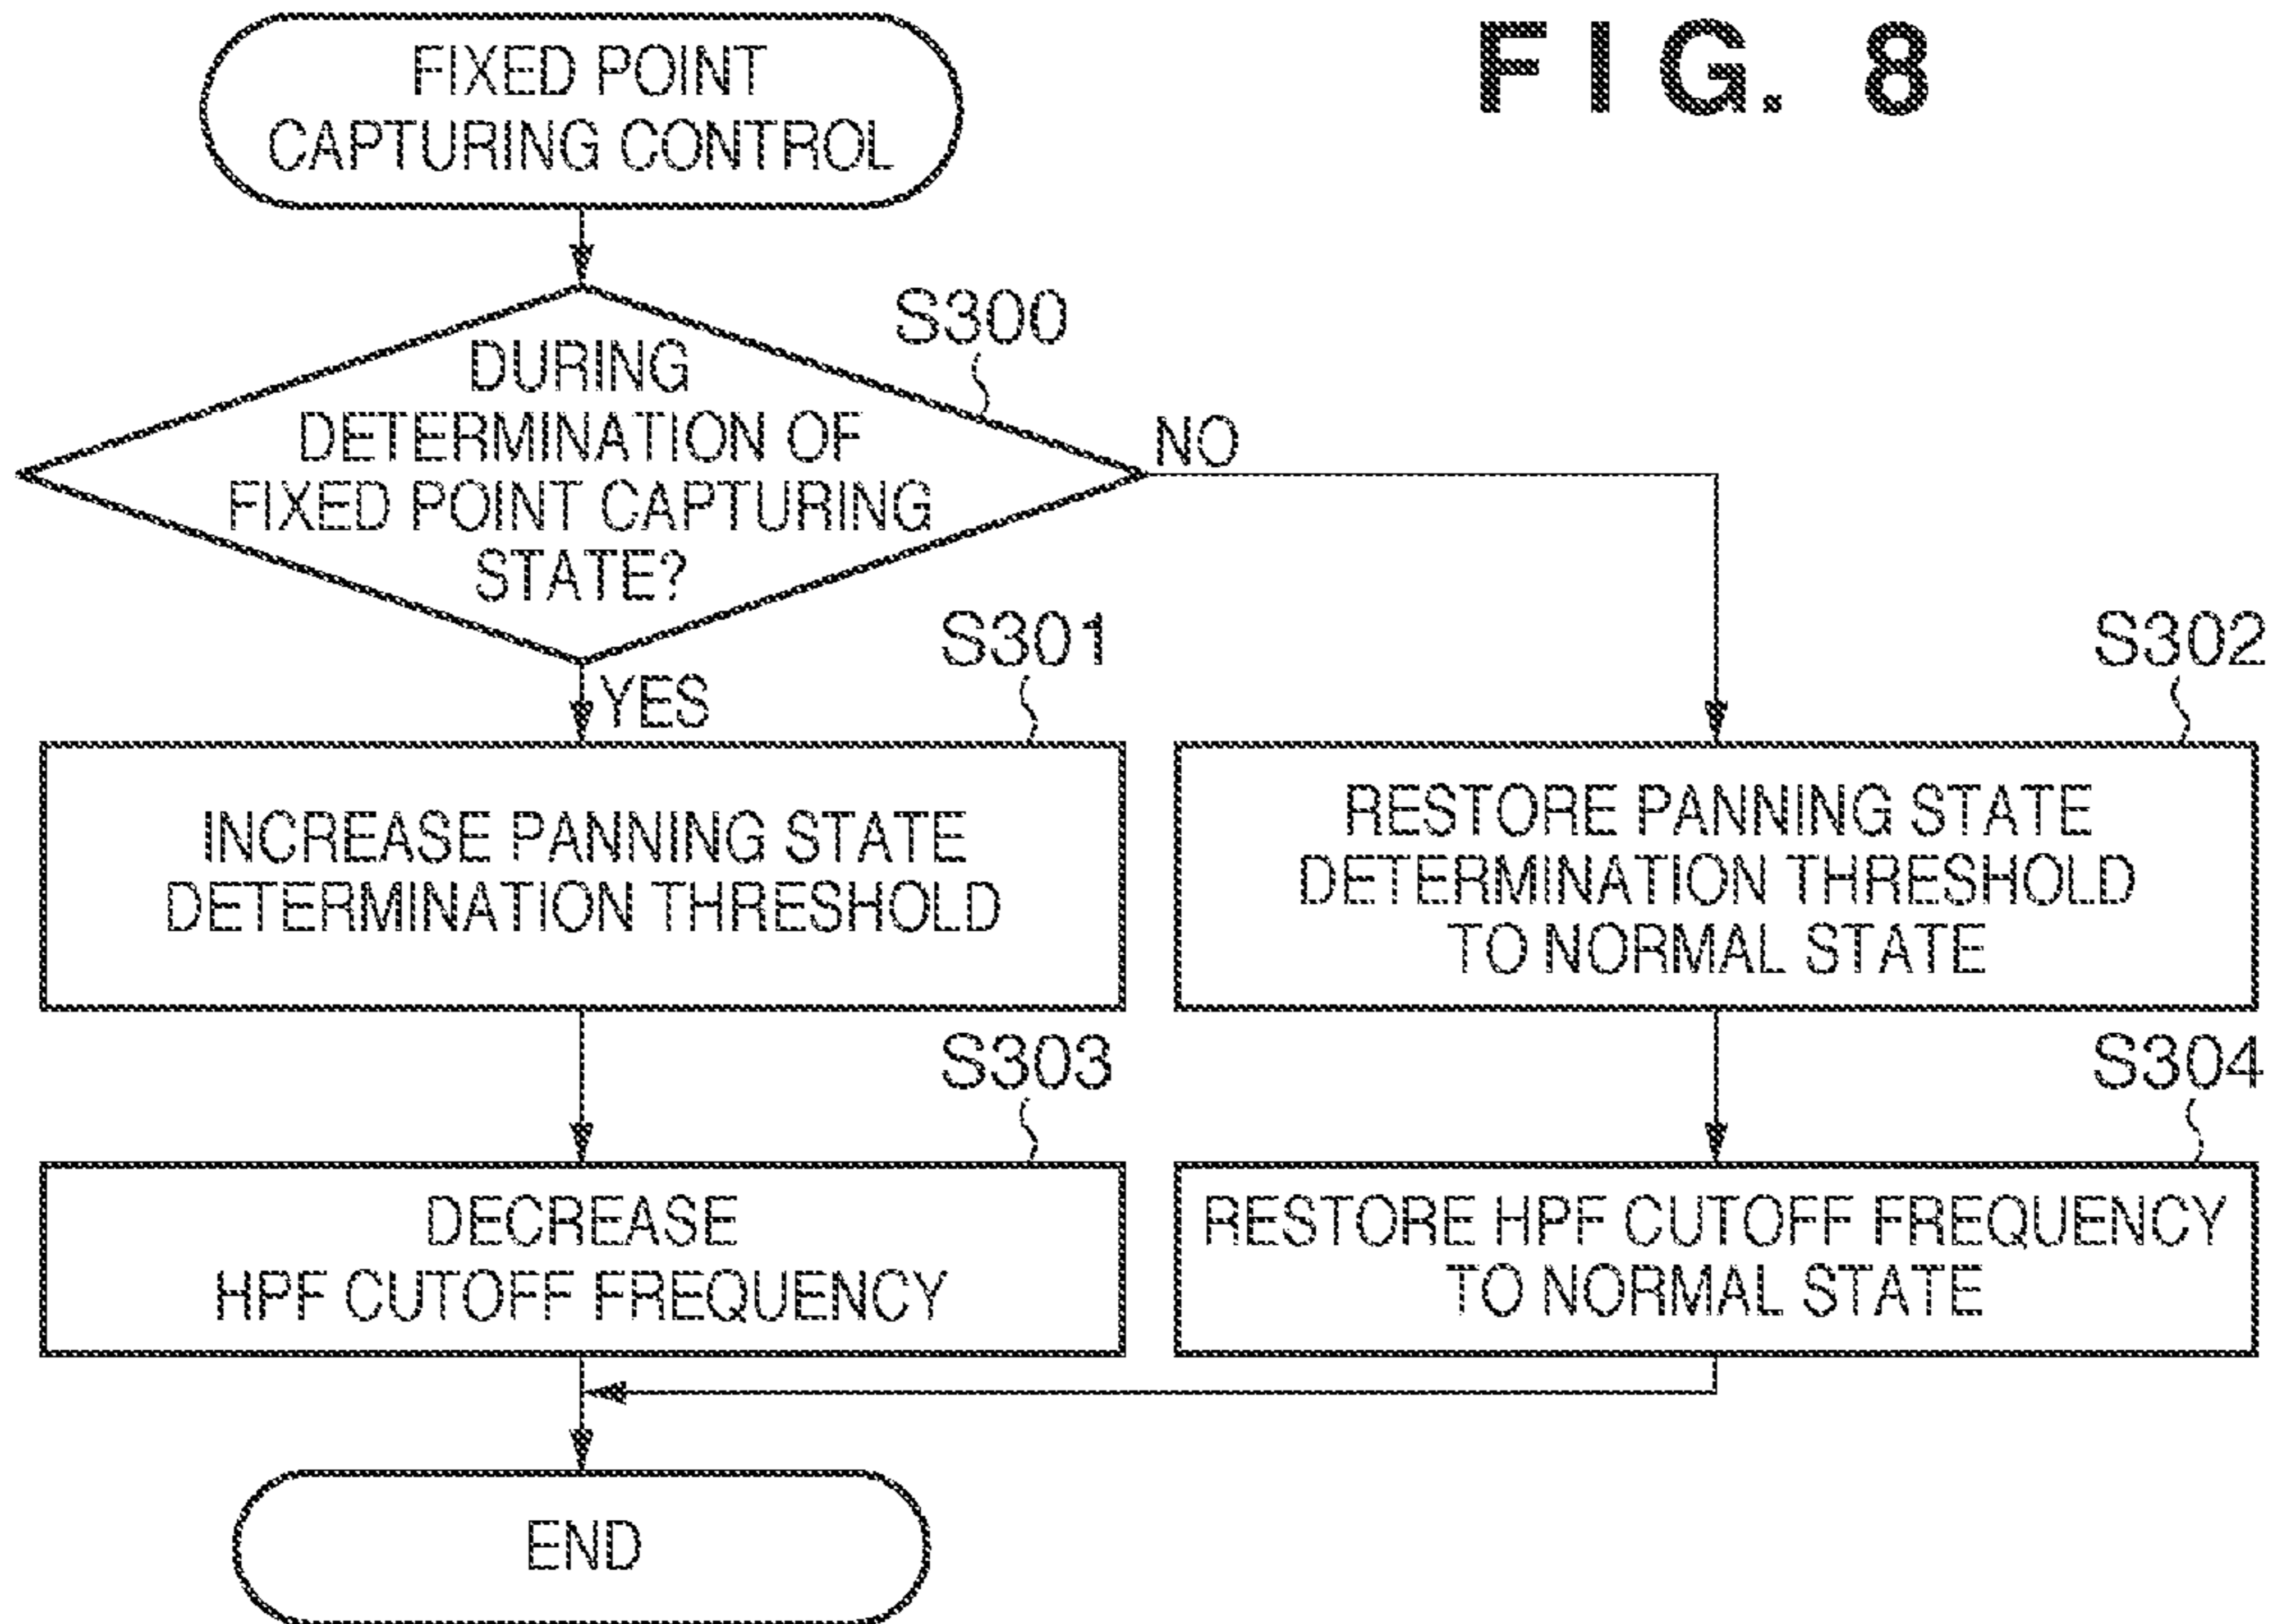 FIG. 8
FIXED POINT
CAPTURING CONTROL
S300
DURING
DETERMINATION OF
FIXED POINT CAPTURING
STATE?
NO
YES
S301
INCREASE PANNING STATE
DETERMINATION THRESHOLD
S302
RESTORE PANNING STATE
DETERMINATION THRESHOLD
TO NORMAL STATE
S303
DECREASE
HPF CUTOFF FREQUENCY
S304
RESTORE HPF CUTOFF FREQUENCY
TO NORMAL STATE
END